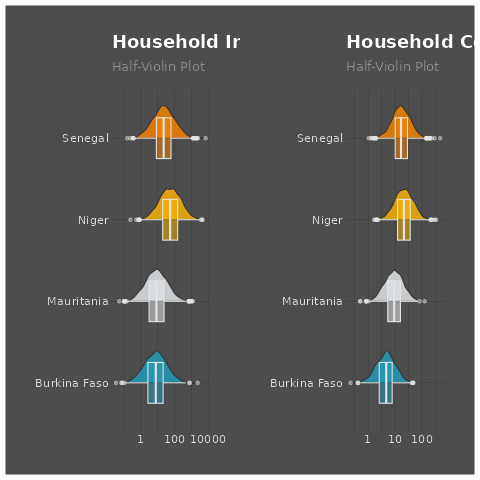 Household Ir
Half-Violin Plot
Senegal
Niger
Mauritania
Burkina Faso
1 100 10000
Household C
Half-Violin Plot
Senegal
Niger
Mauritania
Burkina Faso
1 10 100